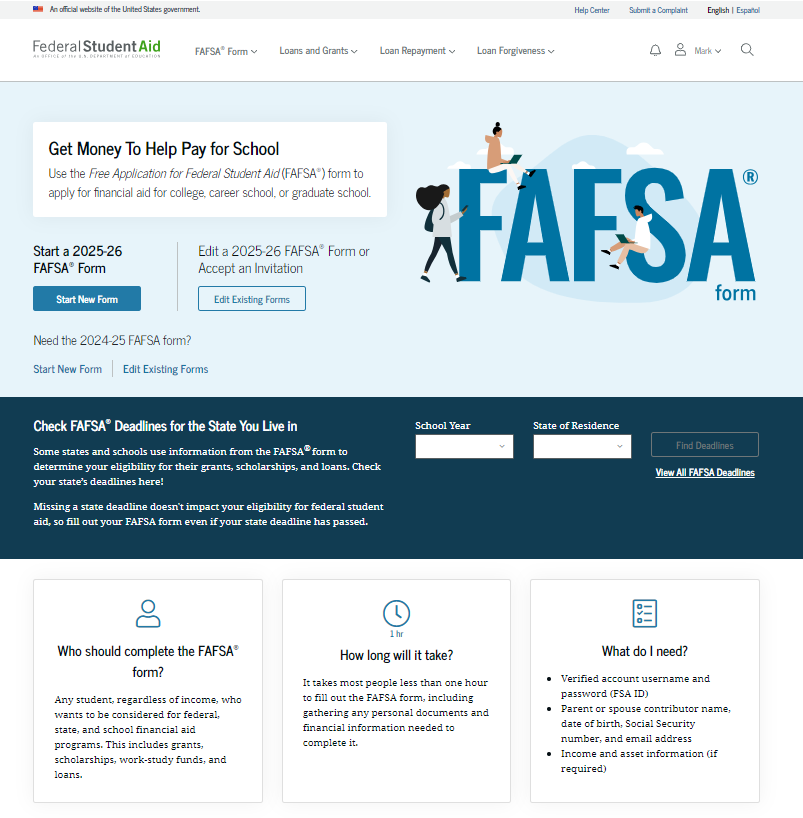 An official website of the United States government.
Help Center
Submit a Complaint
English | Español
FederalStudentAid
An OFFICE of the U.S. DEPARTMENT of EDUCATION
FAFSA® Form
Loans and Grants
Loan Repayment
Loan Forgiveness
Mark
Get Money To Help Pay for School
Use the Free Application for Federal Student Aid (FAFSA®) form to
apply for financial aid for college, career school, or graduate school.
FAFSA®
form
Start a 2025-26
FAFSA® Form
Start New Form
Edit a 2025-26 FAFSA® Form or
Accept an Invitation
Edit Existing Forms
Need the 2024-25 FAFSA form?
Start New Form
Edit Existing Forms
Check FAFSA® Deadlines for the State You Live in
Some states and schools use information from the FAFSA® form to
determine your eligibility for their grants, scholarships, and loans. Check
your state's deadlines here!
Missing a state deadline doesn't impact your eligibility for federal student
aid, so fill out your FAFSA form even if your state deadline has passed.
School Year
State of Residence
Find Deadlines
View All FAFSA Deadlines
Who should complete the FAFSA®
form?
Any student, regardless of income, who
wants to be considered for federal,
state, and school financial aid
programs. This includes grants,
scholarships, work-study funds, and
loans.
1 hr
How long will it take?
It takes most people less than one hour
to fill out the FAFSA form, including
gathering any personal documents and
financial information needed to
complete it.
What do I need?
• Verified account username and
password (FSA ID)
• Parent or spouse contributor name,
date of birth, Social Security
number, and email address
• Income and asset information (if
required)